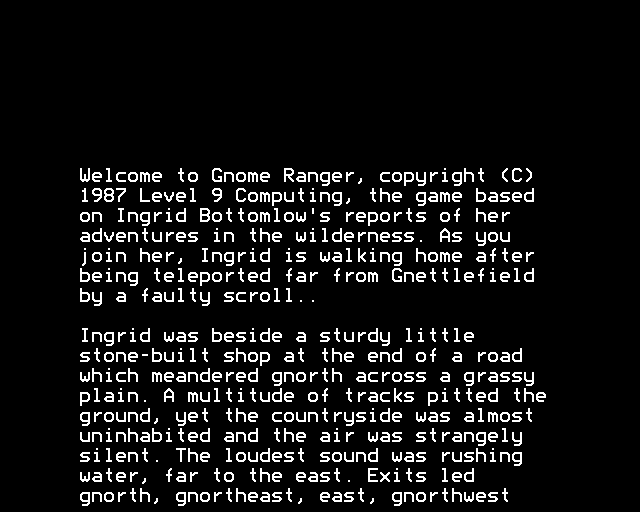 Welcome to Gnome Ranger, copyright (C)
1987 Level 9 Computing, the game based
on Ingrid Bottomlow's reports of her
adventures in the wilderness. As you
join her, Ingrid is walking home after
being teleported far from Gnettlefield
by a faulty scroll..
Ingrid was beside a sturdy little
stone-built shop at the end of a road
which meandered gnorth across a grassy
plain. A multitude of tracks pitted the
ground, yet the countryside was almost
uninhabited and the air was strangely
silent. The loudest sound was rushing
water, far to the east. Exits led
gnorth, gnortheast, east, gnorthwest